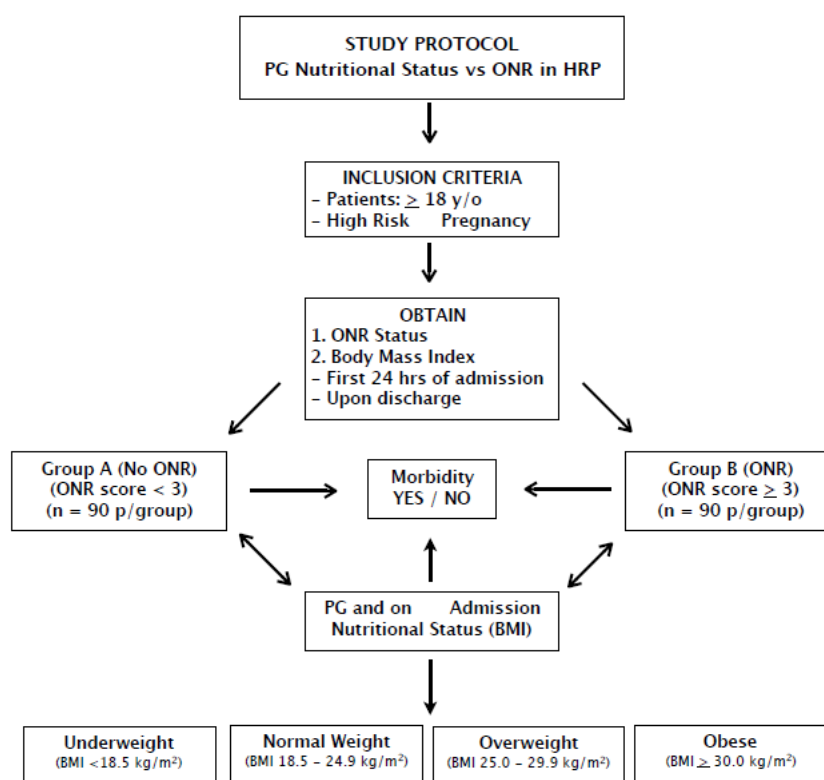 STUDY PROTOCOL
PG Nutritional Status vs ONR in HRP
INCLUSION CRITERIA
- Patients: ≥ 18 y/o
- High Risk Pregnancy
OBTAIN
1. ONR Status
2. Body Mass Index
- First 24 hrs of admission
- Upon discharge
Group A (No ONR)
(ONR score < 3)
(n = 90 p/group)
Morbidity
YES / NO
Group B (ONR)
(ONR score ≥ 3)
(n = 90 p/group)
PG and on Admission
Nutritional Status (BMI)
Underweight
(BMI <18.5 kg/m²)
Normal Weight
(BMI 18.5 – 24.9 kg/m²)
Overweight
(BMI 25.0 – 29.9 kg/m²)
Obese
(BMI ≥ 30.0 kg/m²)